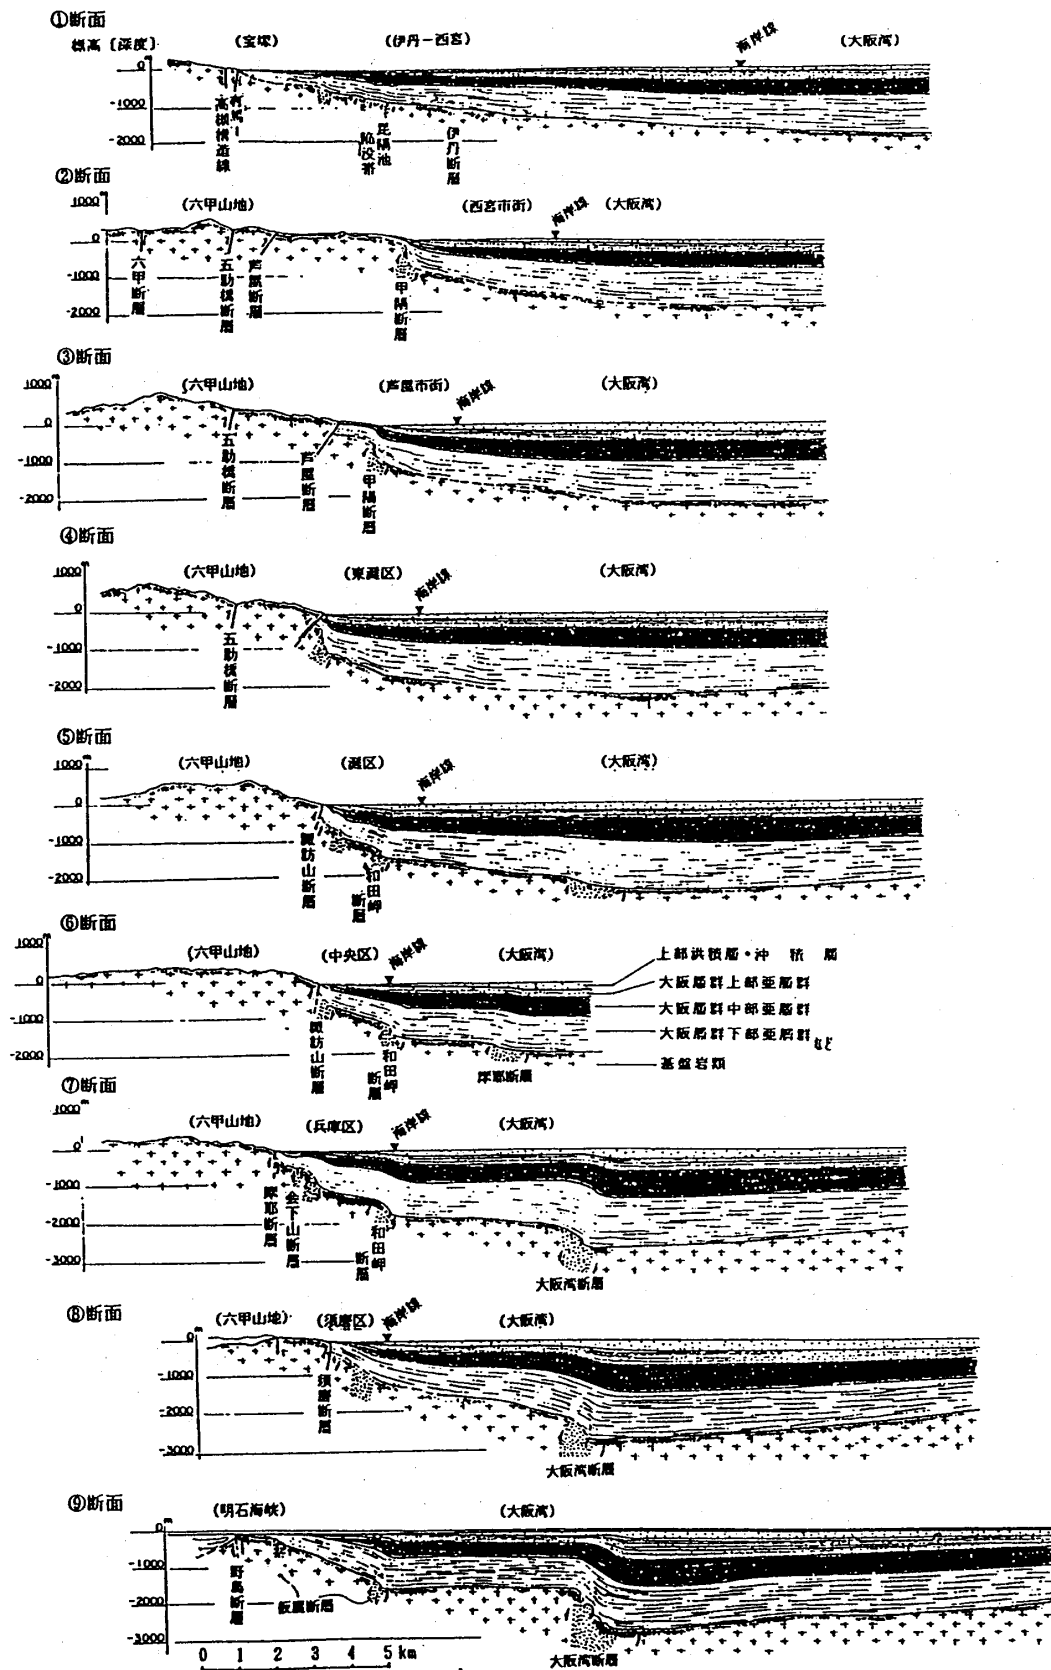 ①断面
標高〔深度〕 (宝塚) (伊丹-西宮) 海岸線 (大阪湾)
0 m
-1000
-2000
有馬-
高槻構造線
昆陽池
陥没帯
伊丹断層
②断面
1000 m (六甲山地) (西宮市街) 海岸線 (大阪湾)
0
-1000
-2000
六甲断層
五助橋断層
芦屋断層
甲陽断層
③断面
1000 m (六甲山地) (芦屋市街) 海岸線 (大阪湾)
0
-1000
-2000
五助橋断層
芦屋断層
甲陽断層
④断面
1000 m (六甲山地) (東灘区) 海岸線 (大阪湾)
0
-1000
-2000
五助橋断層
⑤断面
1000 m (六甲山地) (灘区) 海岸線 (大阪湾)
0
-1000
-2000
諏訪山断層
和田岬
断層
⑥断面
1000 m (六甲山地) (中央区) 海岸線 (大阪湾)
0
-1000
-2000
諏訪山断層
和田岬
断層
摩耶断層
上部洪積層・沖積層
大阪層群上部亜層群
大阪層群中部亜層群
大阪層群下部亜層群など
基盤岩類
⑦断面
1000 m (六甲山地) (兵庫区) 海岸線 (大阪湾)
0
-1000
-2000
-3000
会下山断層
和田岬
断層
大阪湾断層
⑧断面
0 m (六甲山地) (須磨区) 海岸線 (大阪湾)
-1000
-2000
-3000
須磨断層
大阪湾断層
⑨断面
0 m (明石海峡) (大阪湾)
-1000
-2000
-3000
野島断層
仮屋断層
大阪湾断層
0 1 2 3 4 5 km